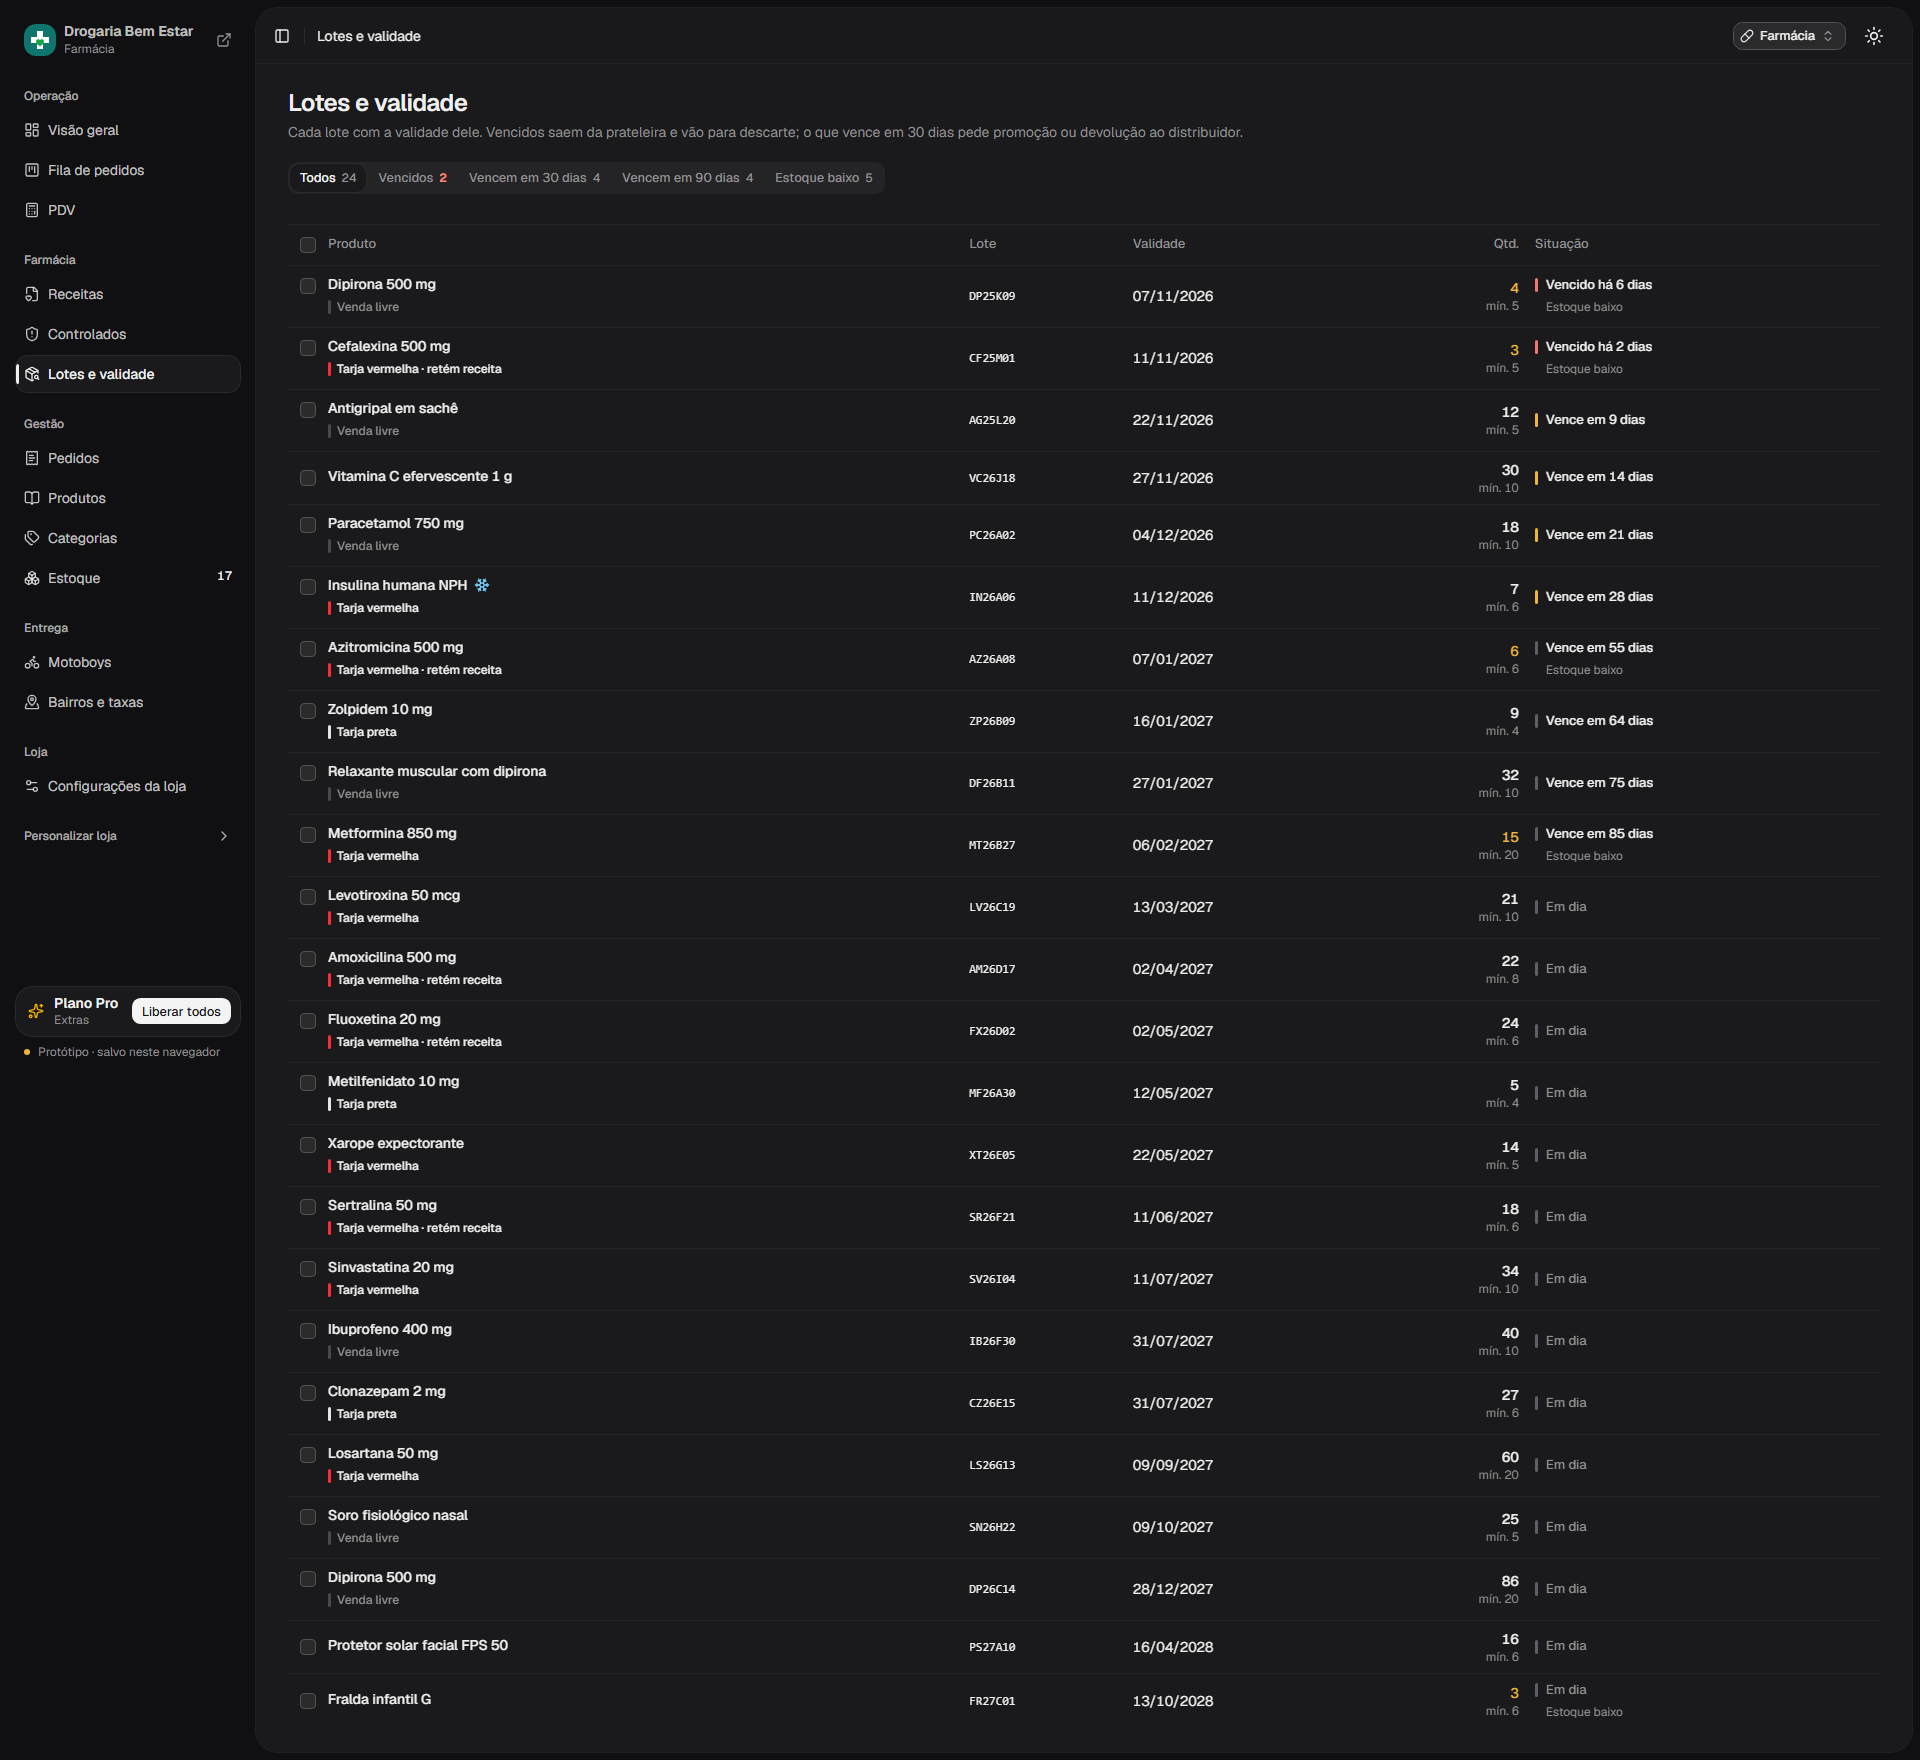 Drogaria Bem Estar
Farmácia
Operação
Visão geral
Fila de pedidos
PDV
Farmácia
Receitas
Controlados
Lotes e validade
Gestão
Pedidos
Produtos
Categorias
Estoque 17
Entrega
Motoboys
Bairros e taxas
Loja
Configurações da loja
Personalizar loja
Plano Pro
Extras
Liberar todos
Protótipo · salvo neste navegador
Lotes e validade
Farmácia
Lotes e validade
Cada lote com a validade dele. Vencidos saem da prateleira e vão para descarte; o que vence em 30 dias pede promoção ou devolução ao distribuidor.
Todos 24 Vencidos 2 Vencem em 30 dias 4 Vencem em 90 dias 4 Estoque baixo 5
Produto Lote Validade Qtd. Situação
Dipirona 500 mg DP25K09 07/11/2026 4 Vencido há 6 dias
Venda livre mín. 5 Estoque baixo
Cefalexina 500 mg CF25M01 11/11/2026 3 Vencido há 2 dias
Tarja vermelha · retém receita mín. 5 Estoque baixo
Antigripal em sachê AG25L20 22/11/2026 12 Vence em 9 dias
Venda livre mín. 5
Vitamina C efervescente 1 g VC26J18 27/11/2026 30 Vence em 14 dias
mín. 10
Paracetamol 750 mg PC26A02 04/12/2026 18 Vence em 21 dias
Venda livre mín. 10
Insulina humana NPH IN26A06 11/12/2026 7 Vence em 28 dias
Tarja vermelha mín. 6
Azitromicina 500 mg AZ26A08 07/01/2027 6 Vence em 55 dias
Tarja vermelha · retém receita mín. 6 Estoque baixo
Zolpidem 10 mg ZP26B09 16/01/2027 9 Vence em 64 dias
Tarja preta mín. 4
Relaxante muscular com dipirona DF26B11 27/01/2027 32 Vence em 75 dias
Venda livre mín. 10
Metformina 850 mg MT26B27 06/02/2027 15 Vence em 85 dias
Tarja vermelha mín. 20 Estoque baixo
Levotiroxina 50 mcg LV26C19 13/03/2027 21 Em dia
Tarja vermelha mín. 10
Amoxicilina 500 mg AM26D17 02/04/2027 22 Em dia
Tarja vermelha · retém receita mín. 8
Fluoxetina 20 mg FX26D02 02/05/2027 24 Em dia
Tarja vermelha · retém receita mín. 6
Metilfenidato 10 mg MF26A30 12/05/2027 5 Em dia
Tarja preta mín. 4
Xarope expectorante XT26E05 22/05/2027 14 Em dia
Tarja vermelha mín. 5
Sertralina 50 mg SR26F21 11/06/2027 18 Em dia
Tarja vermelha · retém receita mín. 6
Sinvastatina 20 mg SV26I04 11/07/2027 34 Em dia
Tarja vermelha mín. 10
Ibuprofeno 400 mg IB26F30 31/07/2027 40 Em dia
Venda livre mín. 10
Clonazepam 2 mg CZ26E15 31/07/2027 27 Em dia
Tarja preta mín. 6
Losartana 50 mg LS26G13 09/09/2027 60 Em dia
Tarja vermelha mín. 20
Soro fisiológico nasal SN26H22 09/10/2027 25 Em dia
Venda livre mín. 5
Dipirona 500 mg DP26C14 28/12/2027 86 Em dia
Venda livre mín. 20
Protetor solar facial FPS 50 PS27A10 16/04/2028 16 Em dia
mín. 6
Fralda infantil G FR27C01 13/10/2028 3 Em dia
mín. 6 Estoque baixo